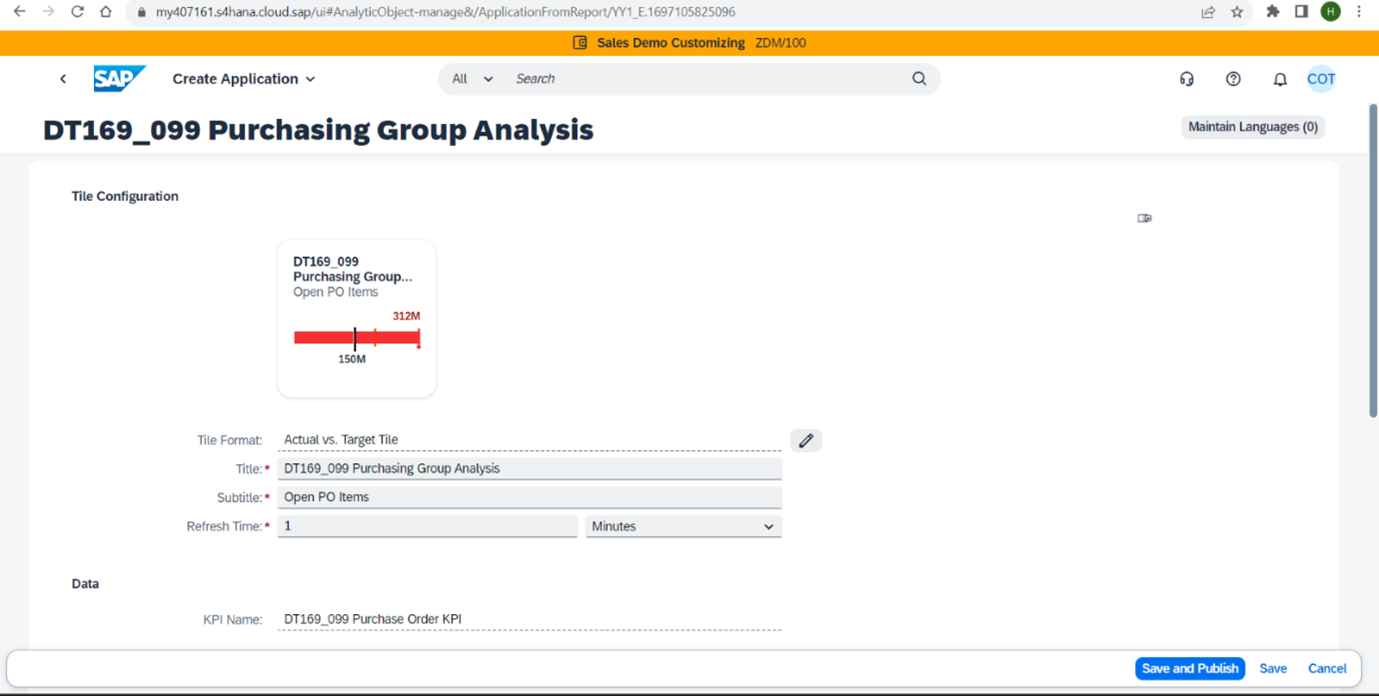 my407161.s4hana.cloud.sap/ui#AnalyticObject-manage&/ApplicationFromReport/YY1_E.1697105825096
H
Sales Demo Customizing ZDM/100
SAP Create Application All Search COT
DT169_099 Purchasing Group Analysis
Maintain Languages (0)
Tile Configuration
DT169_099
Purchasing Group...
Open PO Items
312M
150M
Tile Format: Actual vs. Target Tile
Title:* DT169_099 Purchasing Group Analysis
Subtitle:* Open PO Items
Refresh Time:* 1 Minutes
Data
KPI Name: DT169_099 Purchase Order KPI
Save and Publish Save Cancel